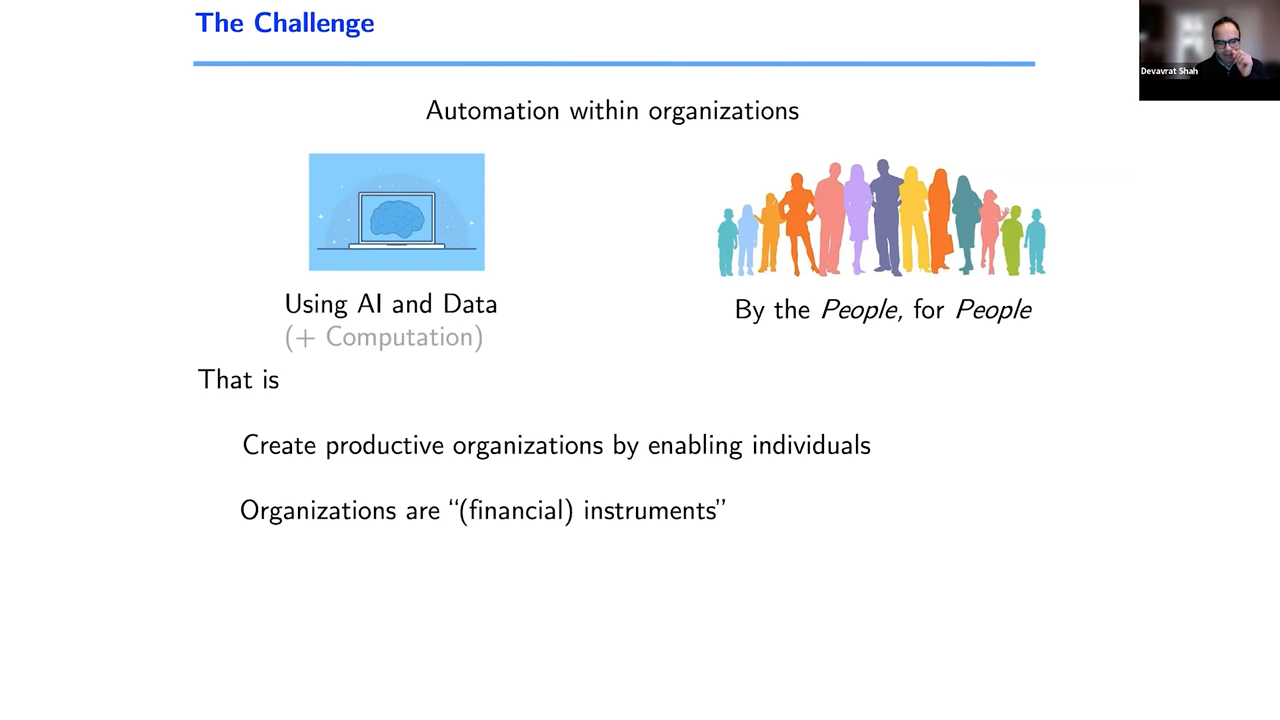 The Challenge
Devavrat Shah
Automation within organizations
Using AI and Data
(+ Computation)
By the People, for People
That is
Create productive organizations by enabling individuals
Organizations are “(financial) instruments”